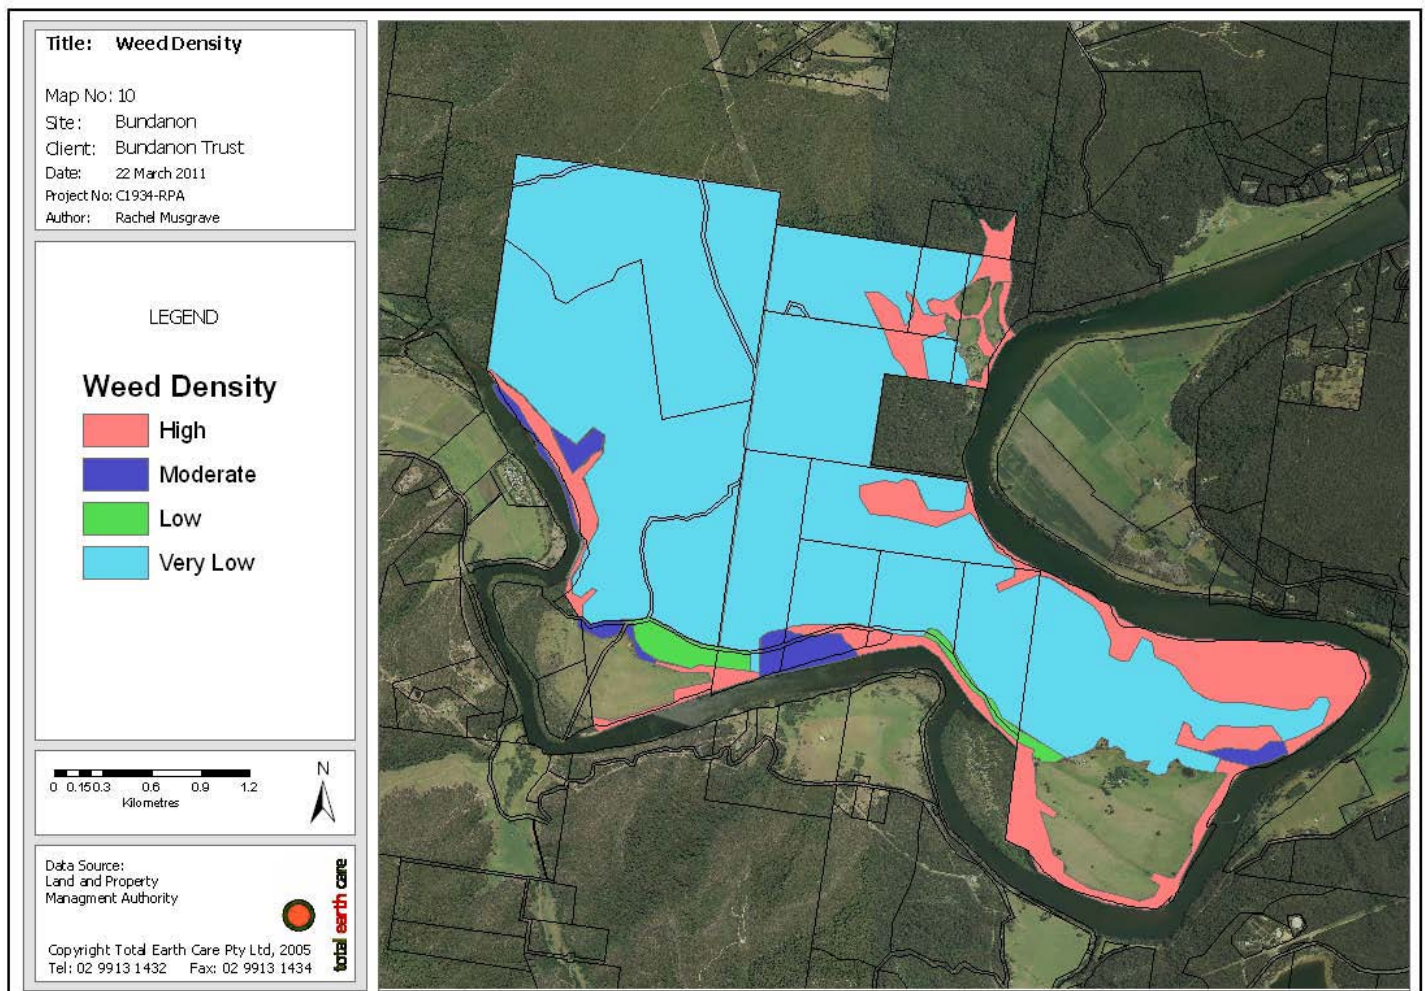 Title: Weed Density
Map No: 10
Site: Bundanon
Client: Bundanon Trust
Date: 22 March 2011
Project No: C1934-RPA
Author: Rachel Musgrave
LEGEND
Weed Density
High
Moderate
Low
Very Low
0 0.15 0.3 0.6 0.9 1.2
Kilometres
N
Data Source:
Land and Property
Managment Authority
total earth care
Copyright Total Earth Care Pty Ltd, 2005
Tel: 02 9913 1432 Fax: 02 9913 1434